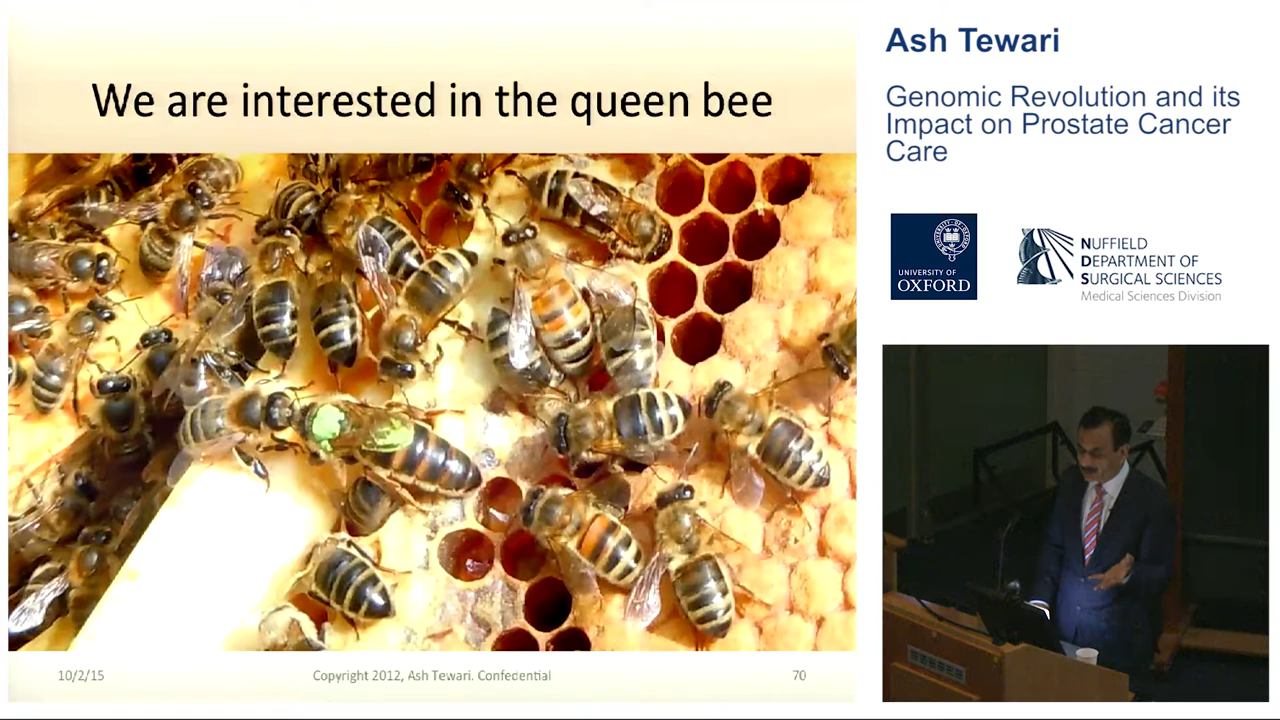 We are interested in the queen bee
10/2/15
Copyright 2012, Ash Tewari. Confedential
70
Ash Tewari
Genomic Revolution and its
Impact on Prostate Cancer
Care
UNIVERSITY OF
OXFORD
NUFFIELD
DEPARTMENT OF
SURGICAL SCIENCES
Medical Sciences Division